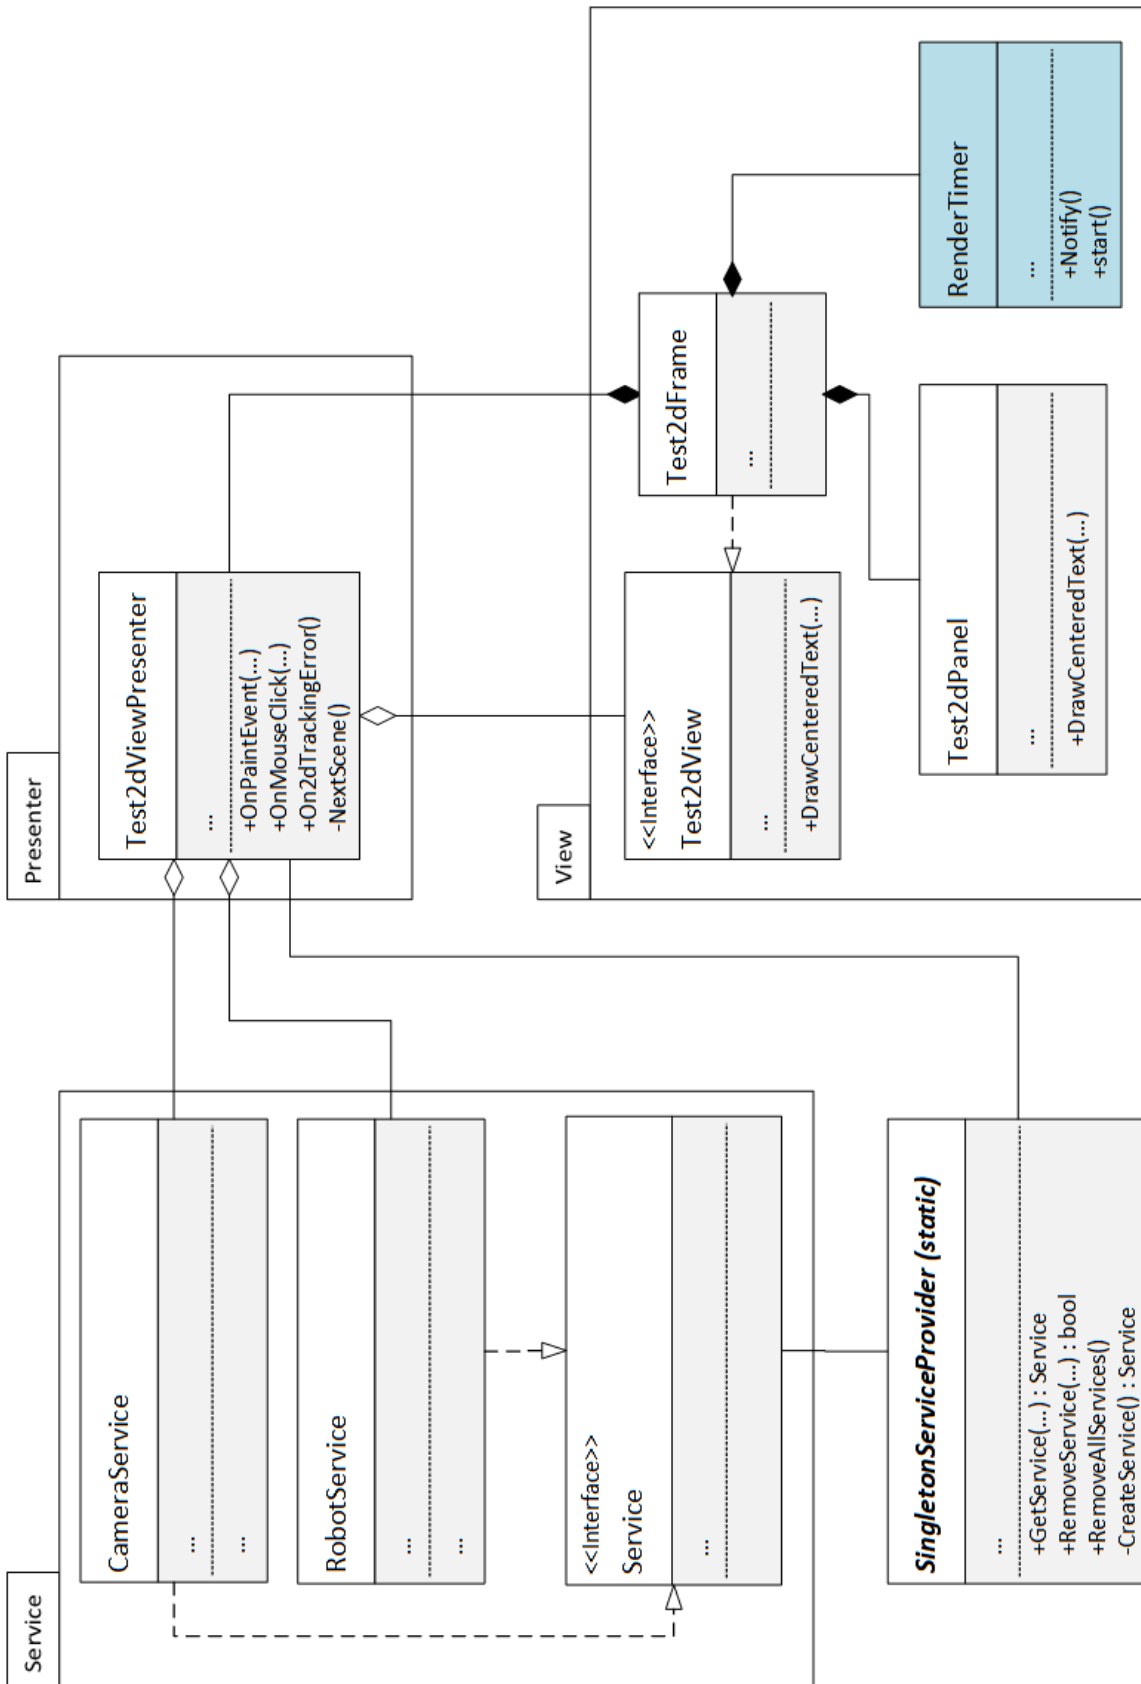 Service
CameraService
...
...
RobotService
...
...
<<Interface>>
Service
...
SingletonServiceProvider (static)
...
+GetService(...) : Service
+RemoveService(...) : bool
+RemoveAllServices()
-CreateService() : Service
Presenter
Test2dViewPresenter
...
+OnPaintEvent(...)
+OnMouseClick(...)
+On2dTrackingError()
-NextScene()
View
<<Interface>>
Test2dView
...
+DrawCenteredText(...)
Test2dFrame
...
Test2dPanel
...
+DrawCenteredText(...)
RenderTimer
...
+Notify()
+start()